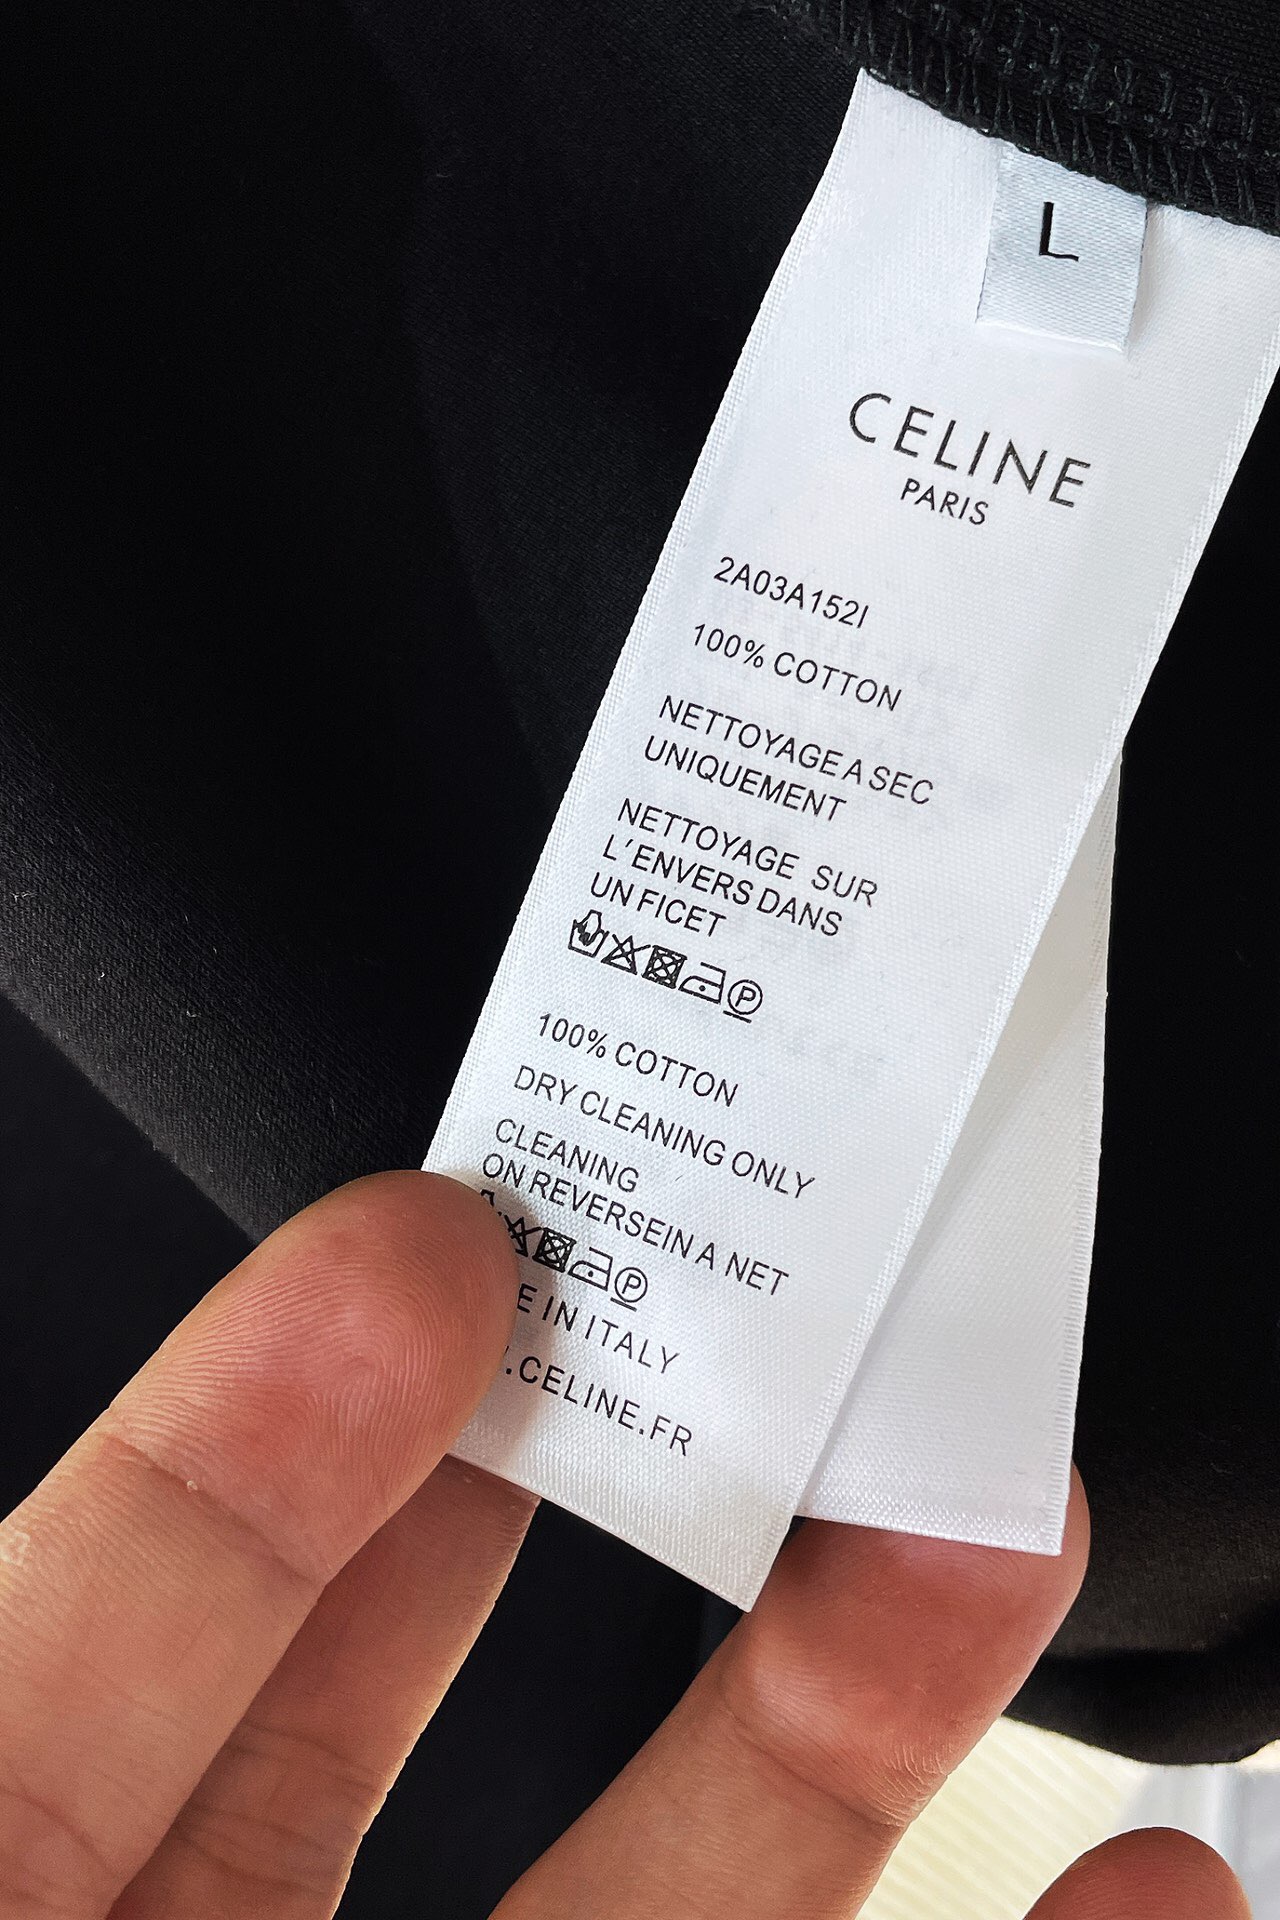 L
CELINE
PARIS
2A03A152I
100% COTTON
NETTOYAGE A SEC
UNIQUEMENT
NETTOYAGE SUR
L'ENVERS DANS
UN FICET
P
100% COTTON
DRY CLEANING ONLY
CLEANING
ON REVERSEIN A NET
P
E IN ITALY
.CELINE.FR